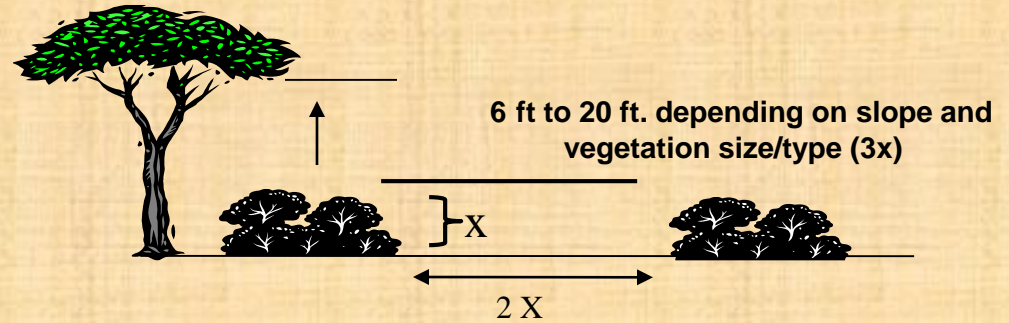 6 ft to 20 ft. depending on slope and
vegetation size/type (3x)
X
2 X